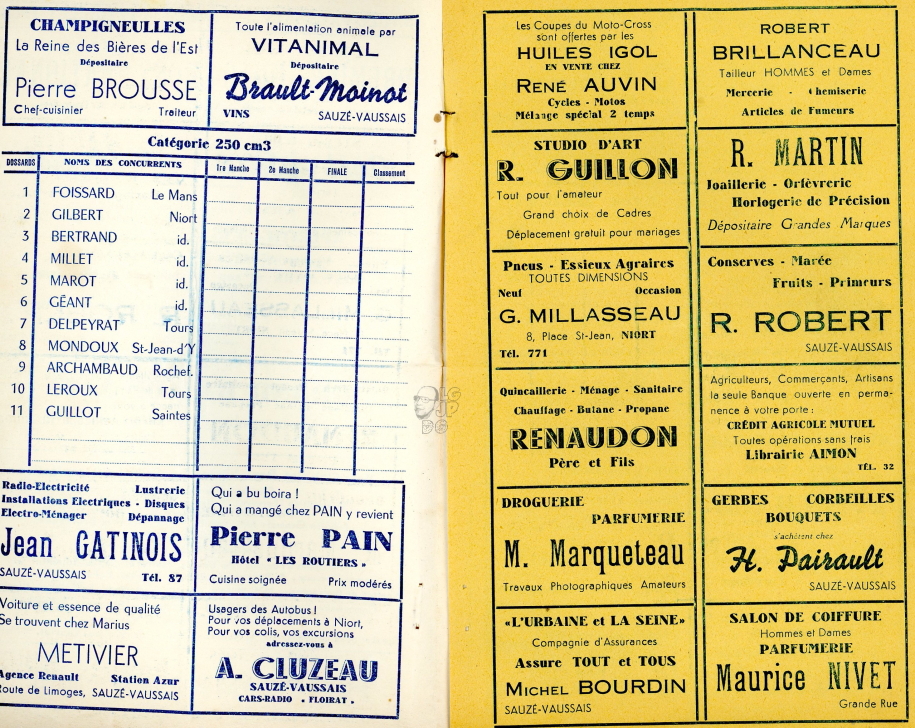 CHAMPIGNEULLES
La Reine des Bières de l'Est
Dépositaire
Pierre BROUSSE
Chef-cuisinier Traiteur
Toute l'alimentation animale par
VITANIMAL
Dépositaire
Brault-Moinot
VINS SAUZÉ-VAUSSAIS
Catégorie 250 cm3
DOSSARDS NOMS DES CONCURRENTS 1re Manche 2e Manche FINALE Classement
1 FOISSARD Le Mans
2 GILBERT Niort
3 BERTRAND id.
4 MILLET id.
5 MAROT id.
6 GÉANT id.
7 DELPEYRAT Tours
8 MONDOUX St-Jean-d'Y
9 ARCHAMBAUD Rochef.
10 LEROUX Tours
11 GUILLOT Saintes
Radio-Electricité Lustrerie
Installations Electriques - Disques
Electro-Ménager Dépannage
Jean GATINOIS
SAUZÉ-VAUSSAIS Tél. 87
Qui a bu boira !
Qui a mangé chez PAIN y revient
Pierre PAIN
Hôtel « LES ROUTIERS »
Cuisine soignée Prix modérés
Voiture et essence de qualité
Se trouvent chez Marius
METIVIER
Agence Renault Station Azur
Route de Limoges, SAUZÉ-VAUSSAIS
Usagers des Autobus !
Pour vos déplacements à Niort,
Pour vos colis, vos excursions
adressez-vous à
A. CLUZEAU
SAUZÉ-VAUSSAIS
CARS-RADIO « FLOIRAT »
Les Coupes du Moto-Cross
sont offertes par les
HUILES IGOL
EN VENTE CHEZ
RENÉ AUVIN
Cycles - Motos
Mélange spécial 2 temps
ROBERT
BRILLANCEAU
Tailleur HOMMES et Dames
Mercerie - Chemiserie
Articles de Fumeurs
STUDIO D'ART
R. GUILLON
Tout pour l'amateur
Grand choix de Cadres
Déplacement gratuit pour mariages
R. MARTIN
Joaillerie - Orfèvrerie
Horlogerie de Précision
Dépositaire Grandes Marques
Pneus - Essieux Agraires
TOUTES DIMENSIONS
Neuf Occasion
G. MILLASSEAU
8, Place St-Jean, NIORT
Tél. 771
Conserves - Marée
Fruits - Primeurs
R. ROBERT
SAUZÉ-VAUSSAIS
Quincaillerie - Ménage - Sanitaire
Chauffage - Butane - Propane
RENAUDON
Père et Fils
Agriculteurs, Commerçants, Artisans
la seule Banque ouverte en perma-
nence à votre porte :
CRÉDIT AGRICOLE MUTUEL
Toutes opérations sans frais
Librairie AIMON
TÉL. 32
DROGUERIE
PARFUMERIE
M. Marqueteau
Travaux Photographiques Amateurs
GERBES CORBEILLES
BOUQUETS
s'achètent chez
H. Pairault
SAUZÉ-VAUSSAIS
«L'URBAINE et LA SEINE»
Compagnie d'Assurances
Assure TOUT et TOUS
MICHEL BOURDIN
SAUZÉ-VAUSSAIS
SALON DE COIFFURE
Hommes et Dames
PARFUMERIE
Maurice NIVET
Grande Rue